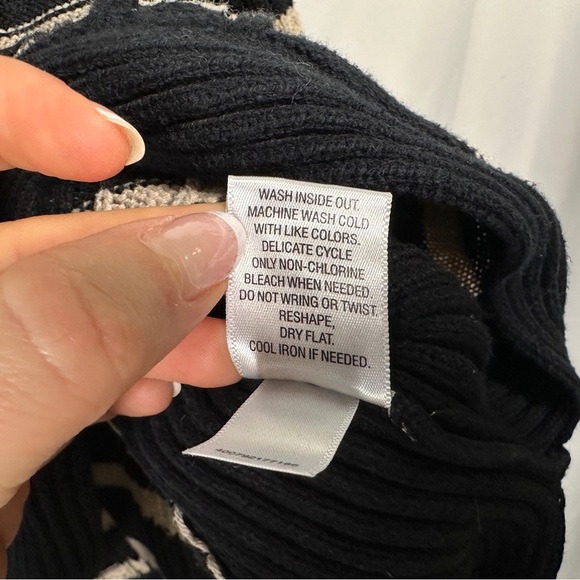 WASH INSIDE OUT.
MACHINE WASH COLD
WITH LIKE COLORS.
DELICATE CYCLE
ONLY NON-CHLORINE
BLEACH WHEN NEEDED.
DO NOT WRING OR TWIST.
RESHAPE,
DRY FLAT.
COOL IRON IF NEEDED.